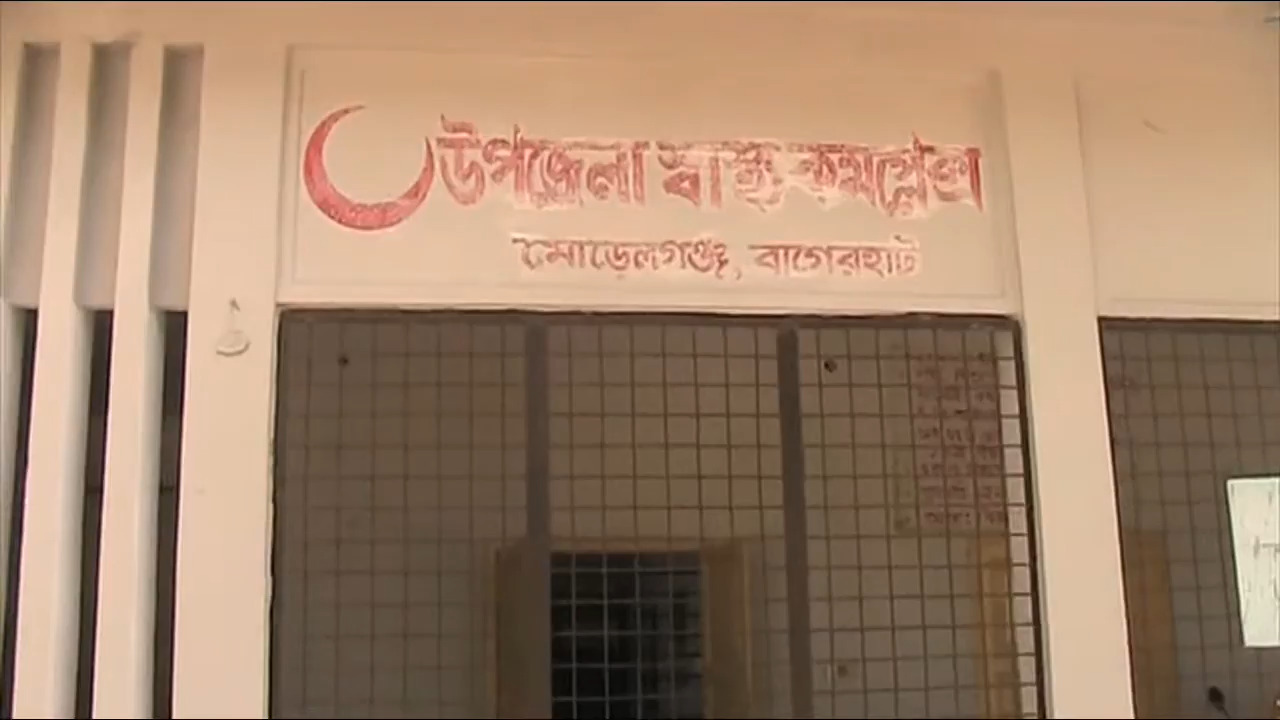 উপজেলা স্বাস্থ্য কমপ্লেক্স
মোড়েলগঞ্জ, বাগেরহাট